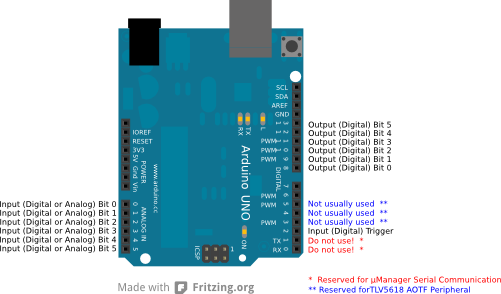 SCL
SDA
AREF
GND
RX
TX
L
IOREF
RESET
3V3
5V
Gnd
Vin
POWER
www.arduino.cc
Arduino UNO
PWM
PWM
PWM
DIGITAL
7
6
5
4
3
2
1
0
PWM
PWM
PWM
TX
RX
ON
ICSP
1
ANALOG IN
0
1
2
3
4
5
Output (Digital) Bit 5
Output (Digital) Bit 4
Output (Digital) Bit 3
Output (Digital) Bit 2
Output (Digital) Bit 1
Output (Digital) Bit 0
Not usually used **
Not usually used **
Not usually used **
Input (Digital) Trigger
Do not use! *
Do not use! *
Input (Digital or Analog) Bit 0
Input (Digital or Analog) Bit 1
Input (Digital or Analog) Bit 2
Input (Digital or Analog) Bit 3
Input (Digital or Analog) Bit 4
Input (Digital or Analog) Bit 5
* Reserved for µManager Serial Communication
** Reserved forTLV5618 AOTF Peripheral
Made with Fritzing.org